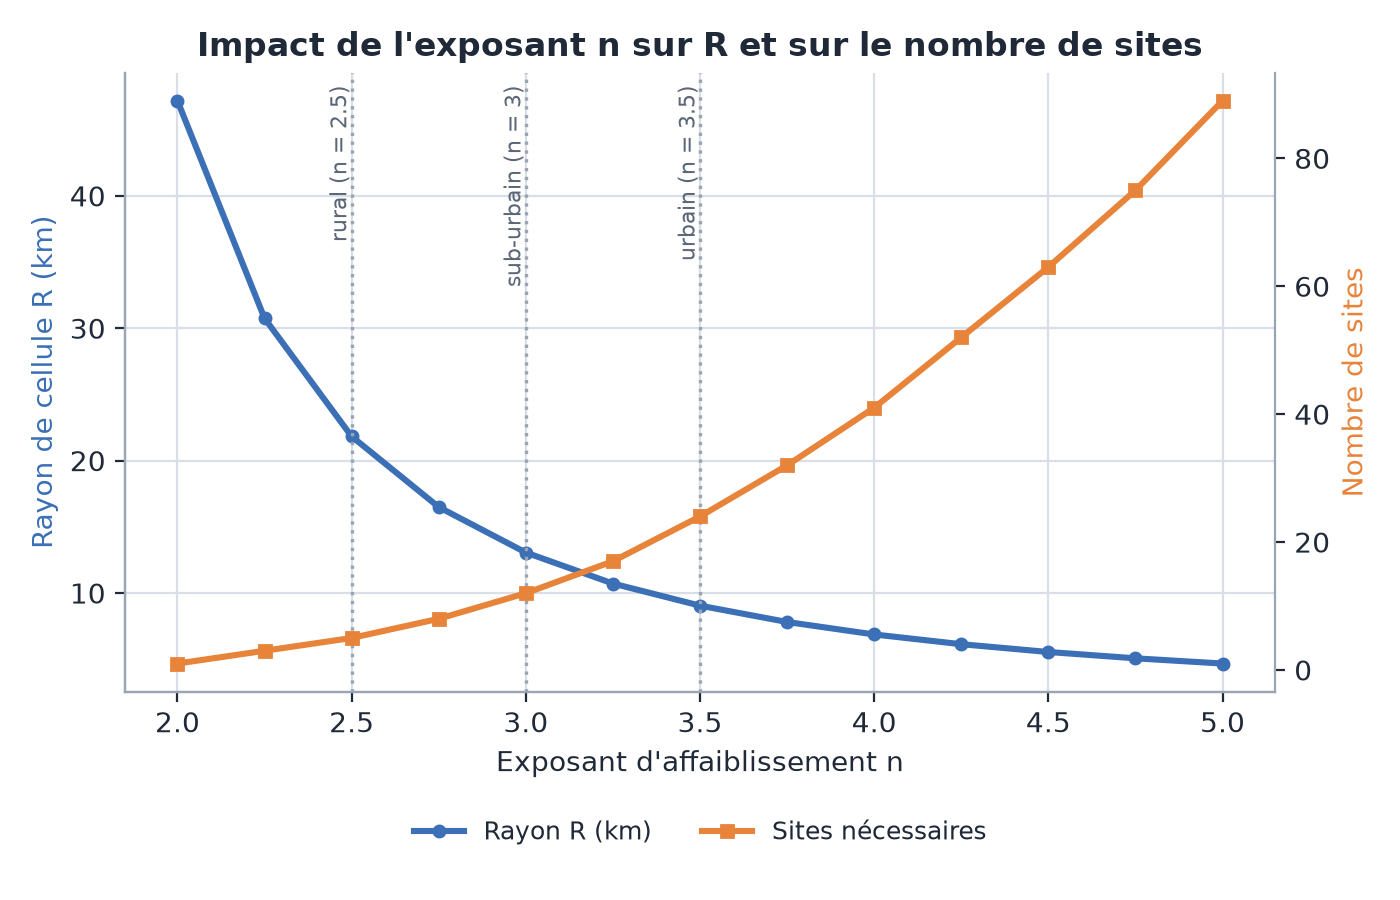 Impact de l'exposant n sur R et sur le nombre de sites
rural (n = 2.5)
sub-urbain (n = 3)
urbain (n = 3.5)
Rayon de cellule R (km)
40
30
20
10
80
60
40
20
0
Nombre de sites
2.0 2.5 3.0 3.5 4.0 4.5 5.0
Exposant d'affaiblissement n
Rayon R (km) Sites nécessaires